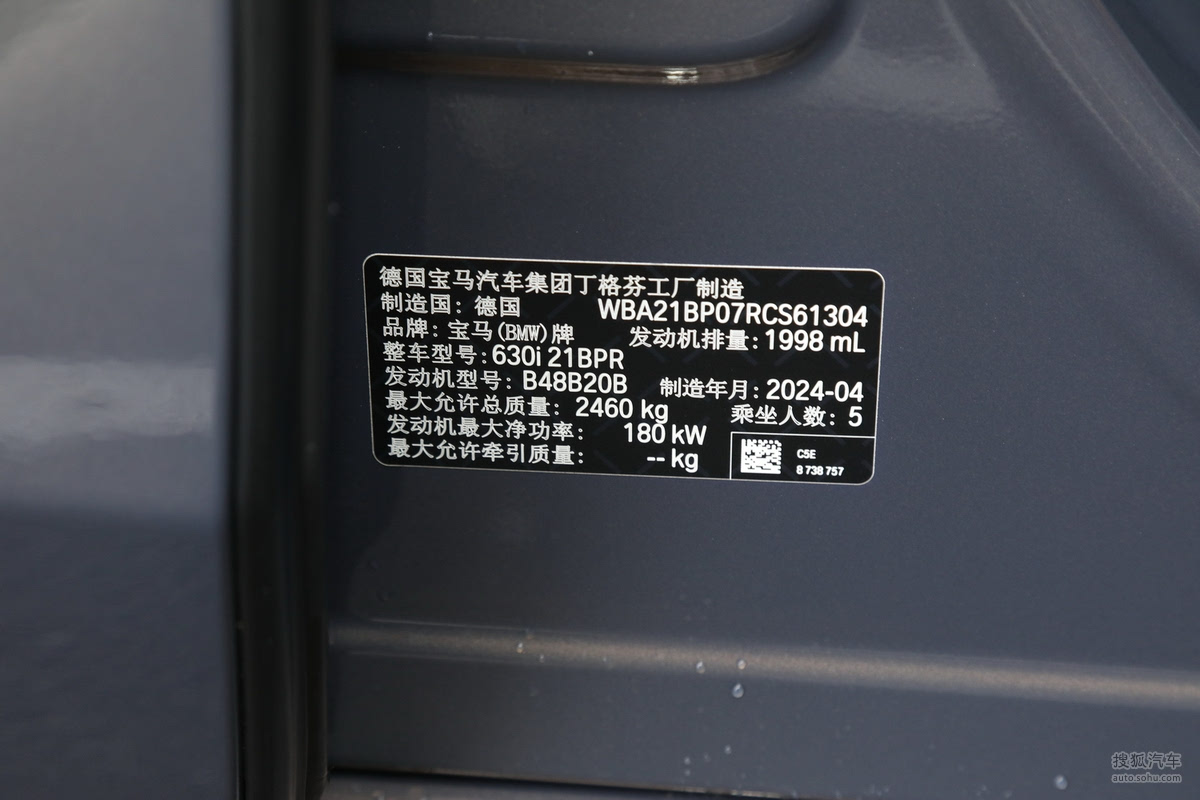 德国宝马汽车集团丁格芬工厂制造
制造国：德国 WBA21BP07RCS61304
品牌：宝马(BMW)牌 发动机排量：1998 mL
整车型号：630i 21BPR
发动机型号：B48B20B 制造年月：2024-04
最大允许总质量：2460 kg 乘坐人数：5
发动机最大净功率：180 kW
最大允许牵引质量：-- kg
C5E
8 738 757
搜狐汽车
auto.sohu.com